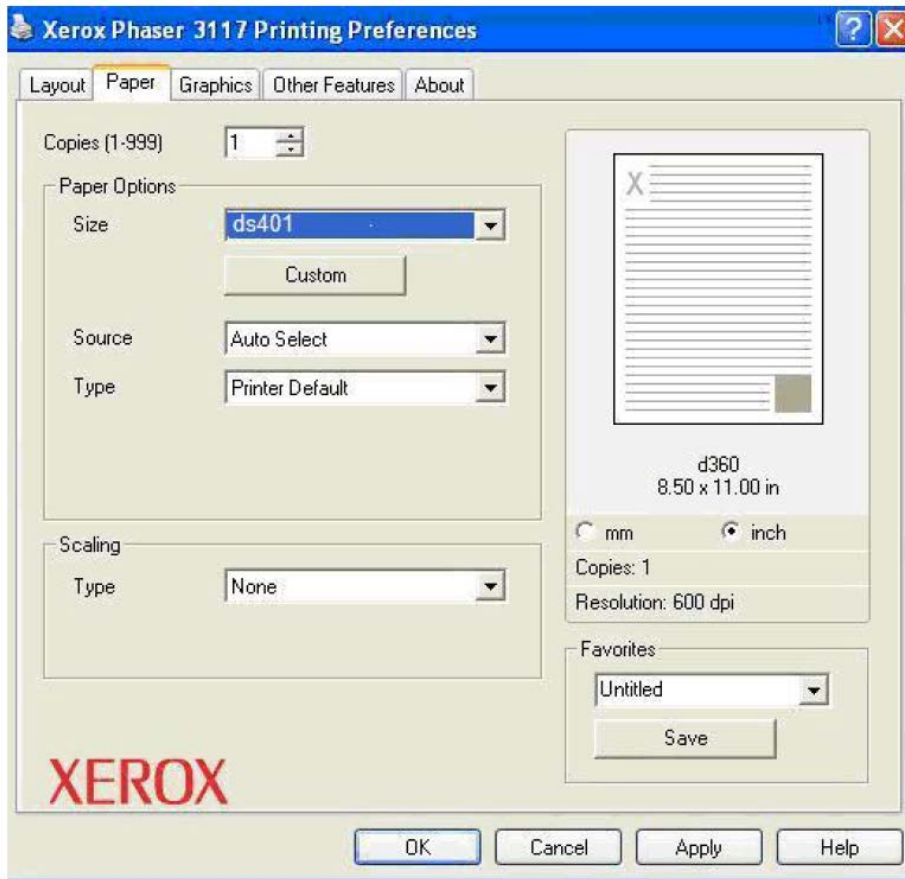 Xerox Phaser 3117 Printing Preferences
Layout Paper Graphics Other Features About
Copies (1-999) 1
Paper Options
Size ds401
Custom
Source Auto Select
Type Printer Default
Scaling
Type None
X
d360
8.50 x 11.00 in
mm inch
Copies: 1
Resolution: 600 dpi
Favorites
Untitled
Save
XEROX
OK Cancel Apply Help